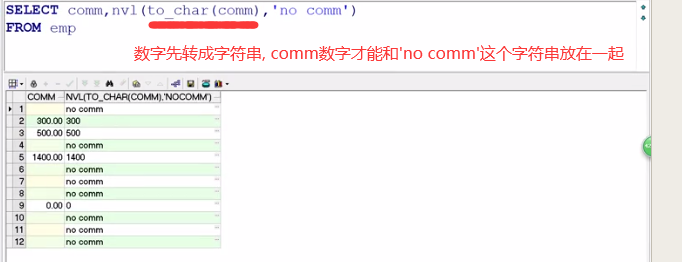 SELECT comm,nvl(to_char(comm),'no comm')
FROM emp
数字先转成字符串, comm数字才能和'no comm'这个字符串放在一起
COMM NVL(TO_CHAR(COMM),'NOCOMM')
1 no comm
2 300.00 300
3 500.00 500
4 no comm
5 1400.00 1400
6 no comm
7 no comm
8 no comm
9 0.00 0
10 no comm
11 no comm
12 no comm